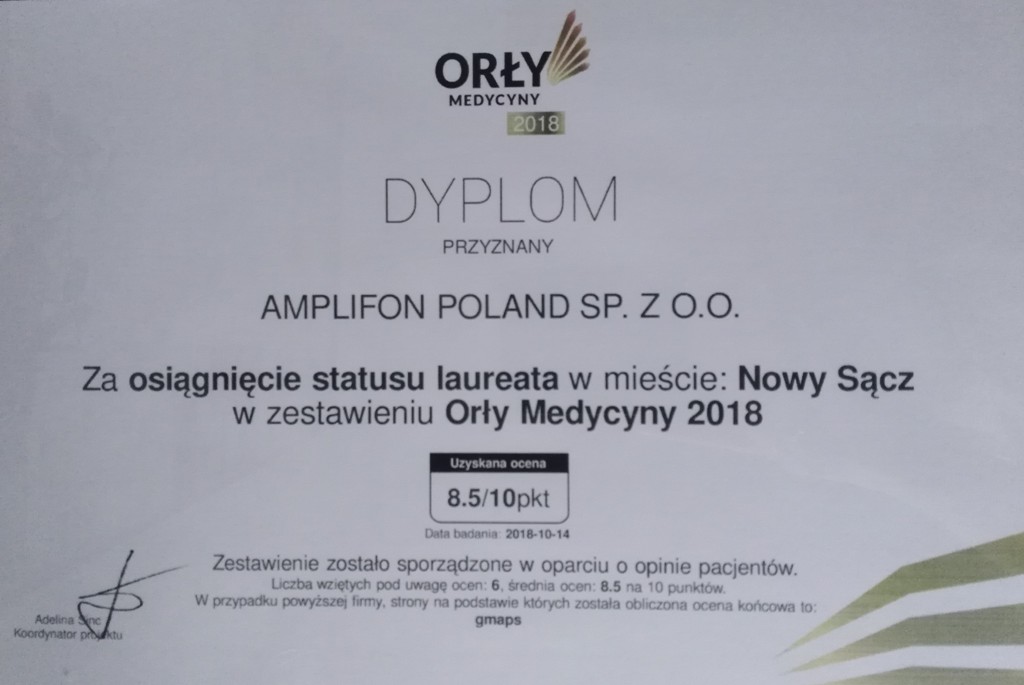 ORŁY
MEDYCYNY
2018
DYPLOM
PRZYZNANY
AMPLIFON POLAND SP. Z O.O.
Za osiągnięcie statusu laureata w mieście: Nowy Sącz
w zestawieniu Orły Medycyny 2018
Uzyskana ocena
8.5/10pkt
Data badania: 2018-10-14
Zestawienie zostało sporządzone w oparciu o opinie pacjentów.
Liczba wziętych pod uwagę ocen: 6, średnia ocen: 8.5 na 10 punktów.
W przypadku powyższej firmy, strony na podstawie których została obliczona ocena końcowa to:
gmaps
Adelina
Koordynator projektu